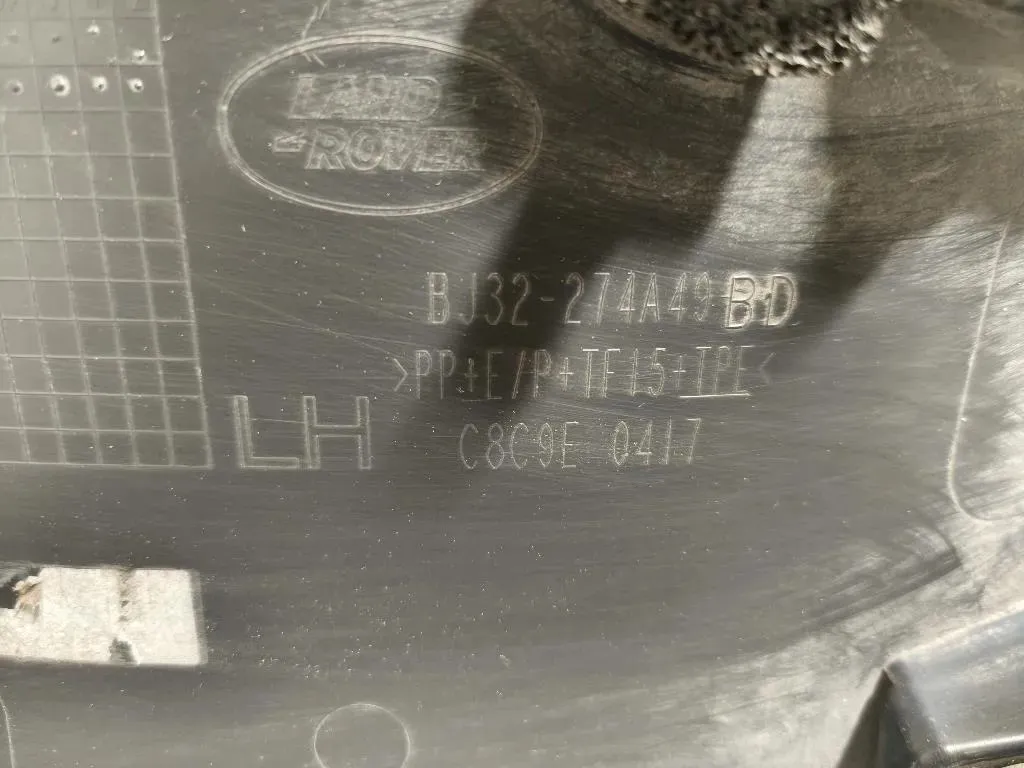 LAND
-ROVER
BJ32-274A49 BD
>PP+E/P+TF15+TPE<
LH
C8C9E 0417